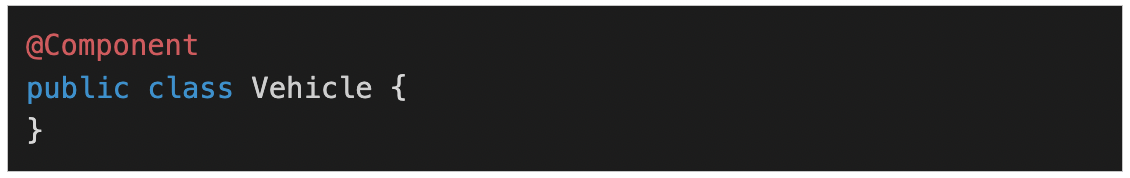 @Component
public class Vehicle {
}